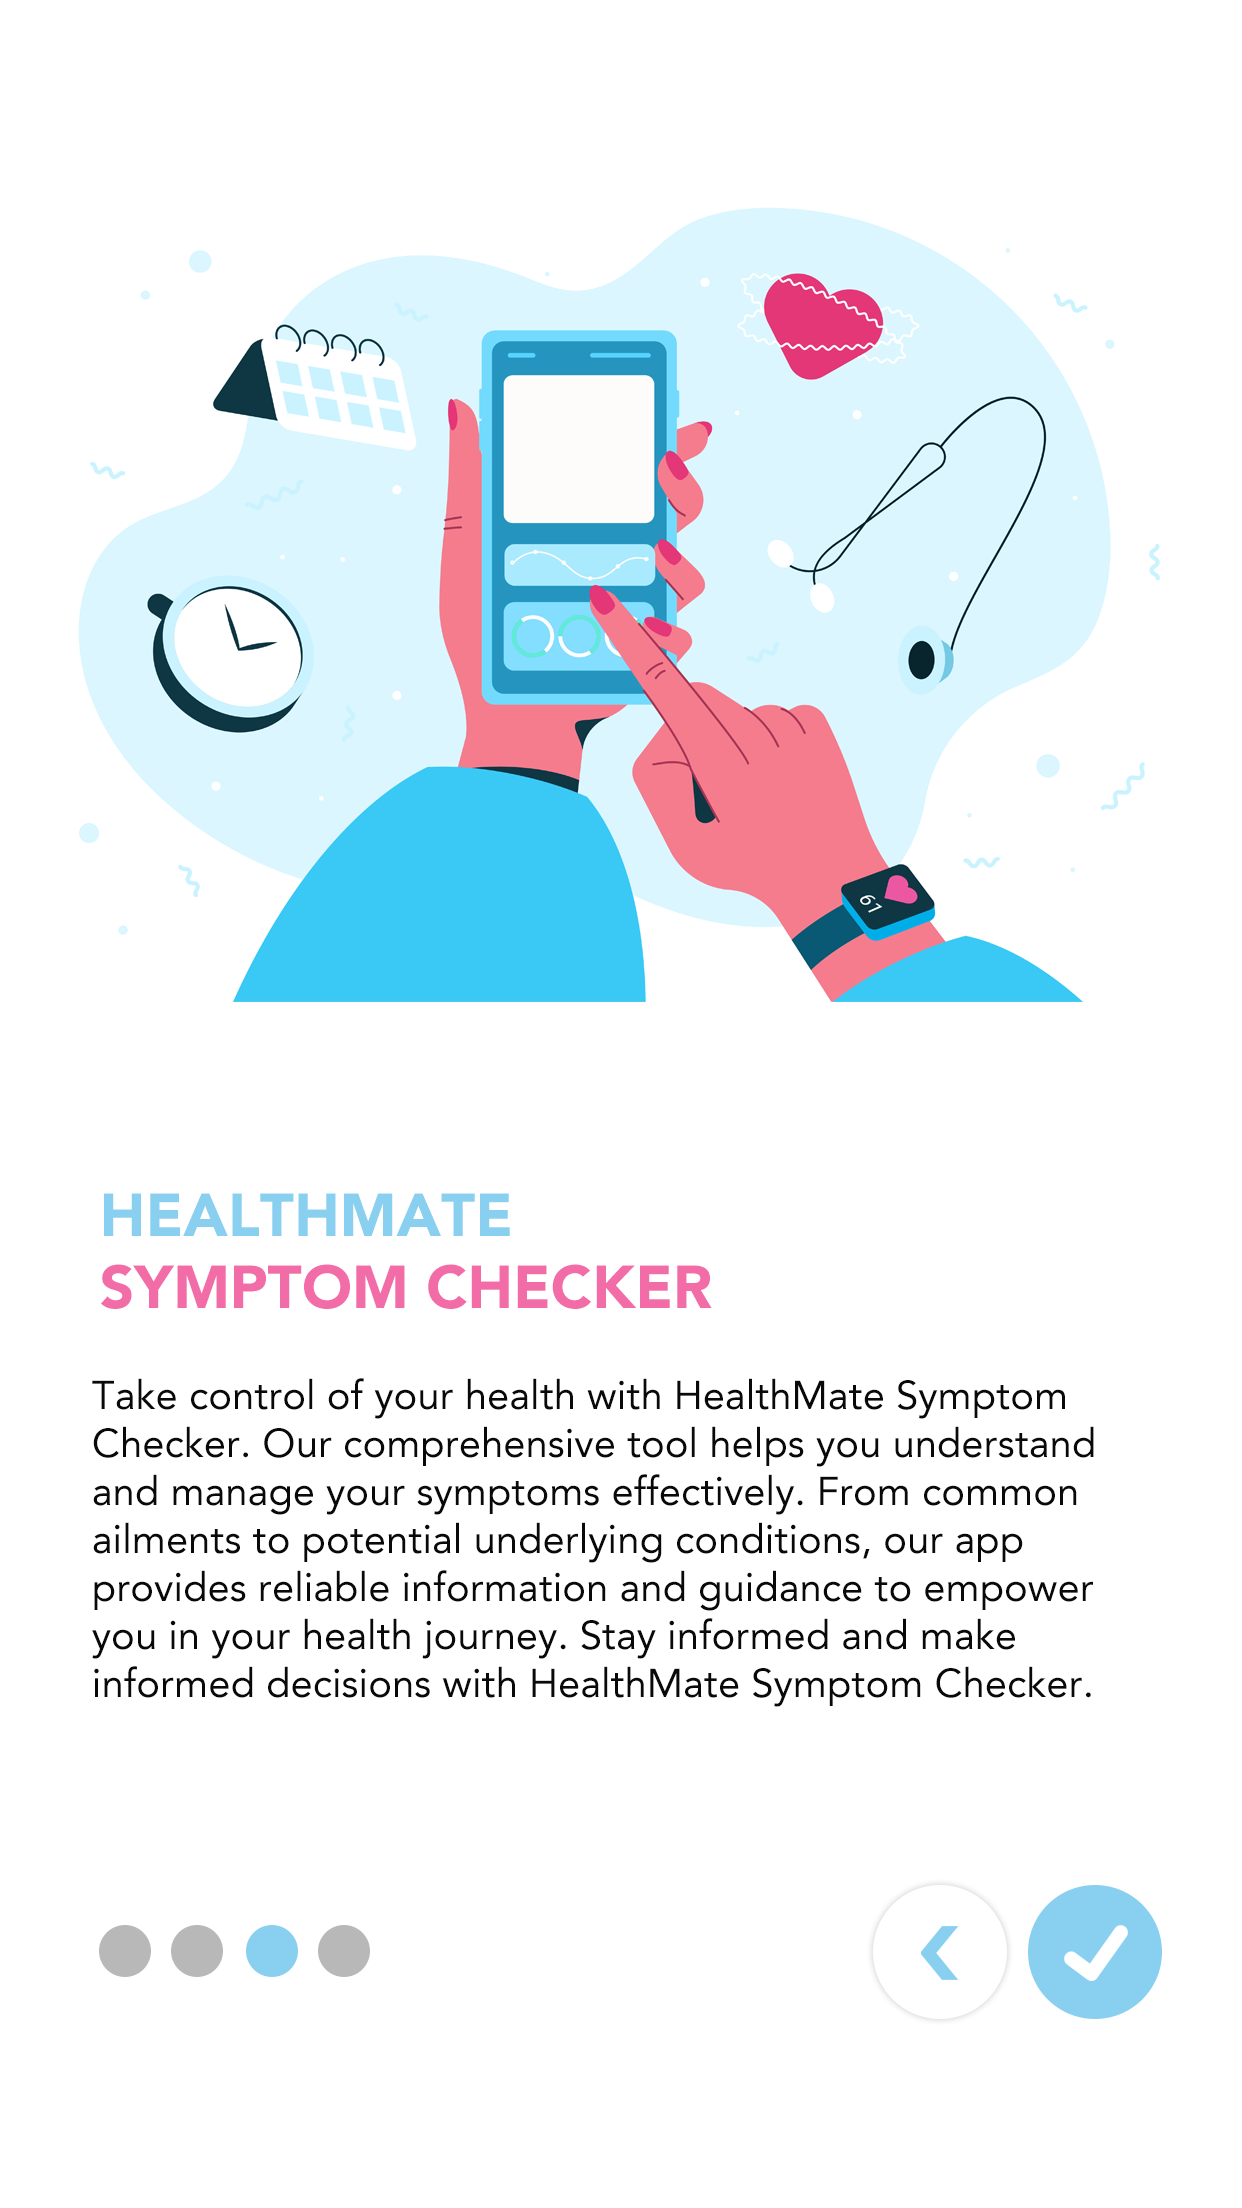 61
HEALTHMATE
SYMPTOM CHECKER
Take control of your health with HealthMate Symptom
Checker. Our comprehensive tool helps you understand
and manage your symptoms effectively. From common
ailments to potential underlying conditions, our app
provides reliable information and guidance to empower
you in your health journey. Stay informed and make
informed decisions with HealthMate Symptom Checker.